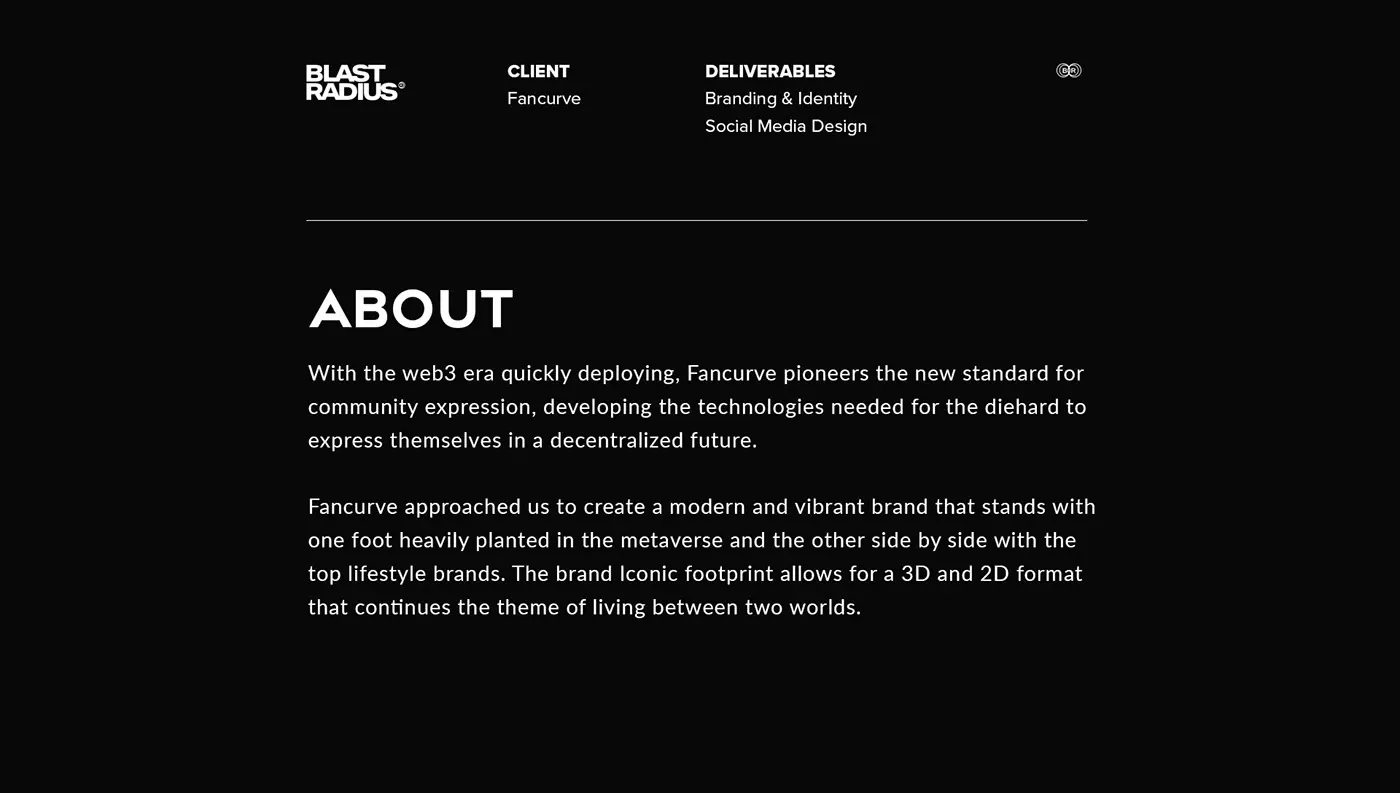 BLAST
RADIUS
CLIENT
Fancurve
DELIVERABLES
Branding & Identity
Social Media Design
BR
ABOUT
With the web3 era quickly deploying, Fancurve pioneers the new standard for
community expression, developing the technologies needed for the diehard to
express themselves in a decentralized future.
Fancurve approached us to create a modern and vibrant brand that stands with
one foot heavily planted in the metaverse and the other side by side with the
top lifestyle brands. The brand Iconic footprint allows for a 3D and 2D format
that continues the theme of living between two worlds.